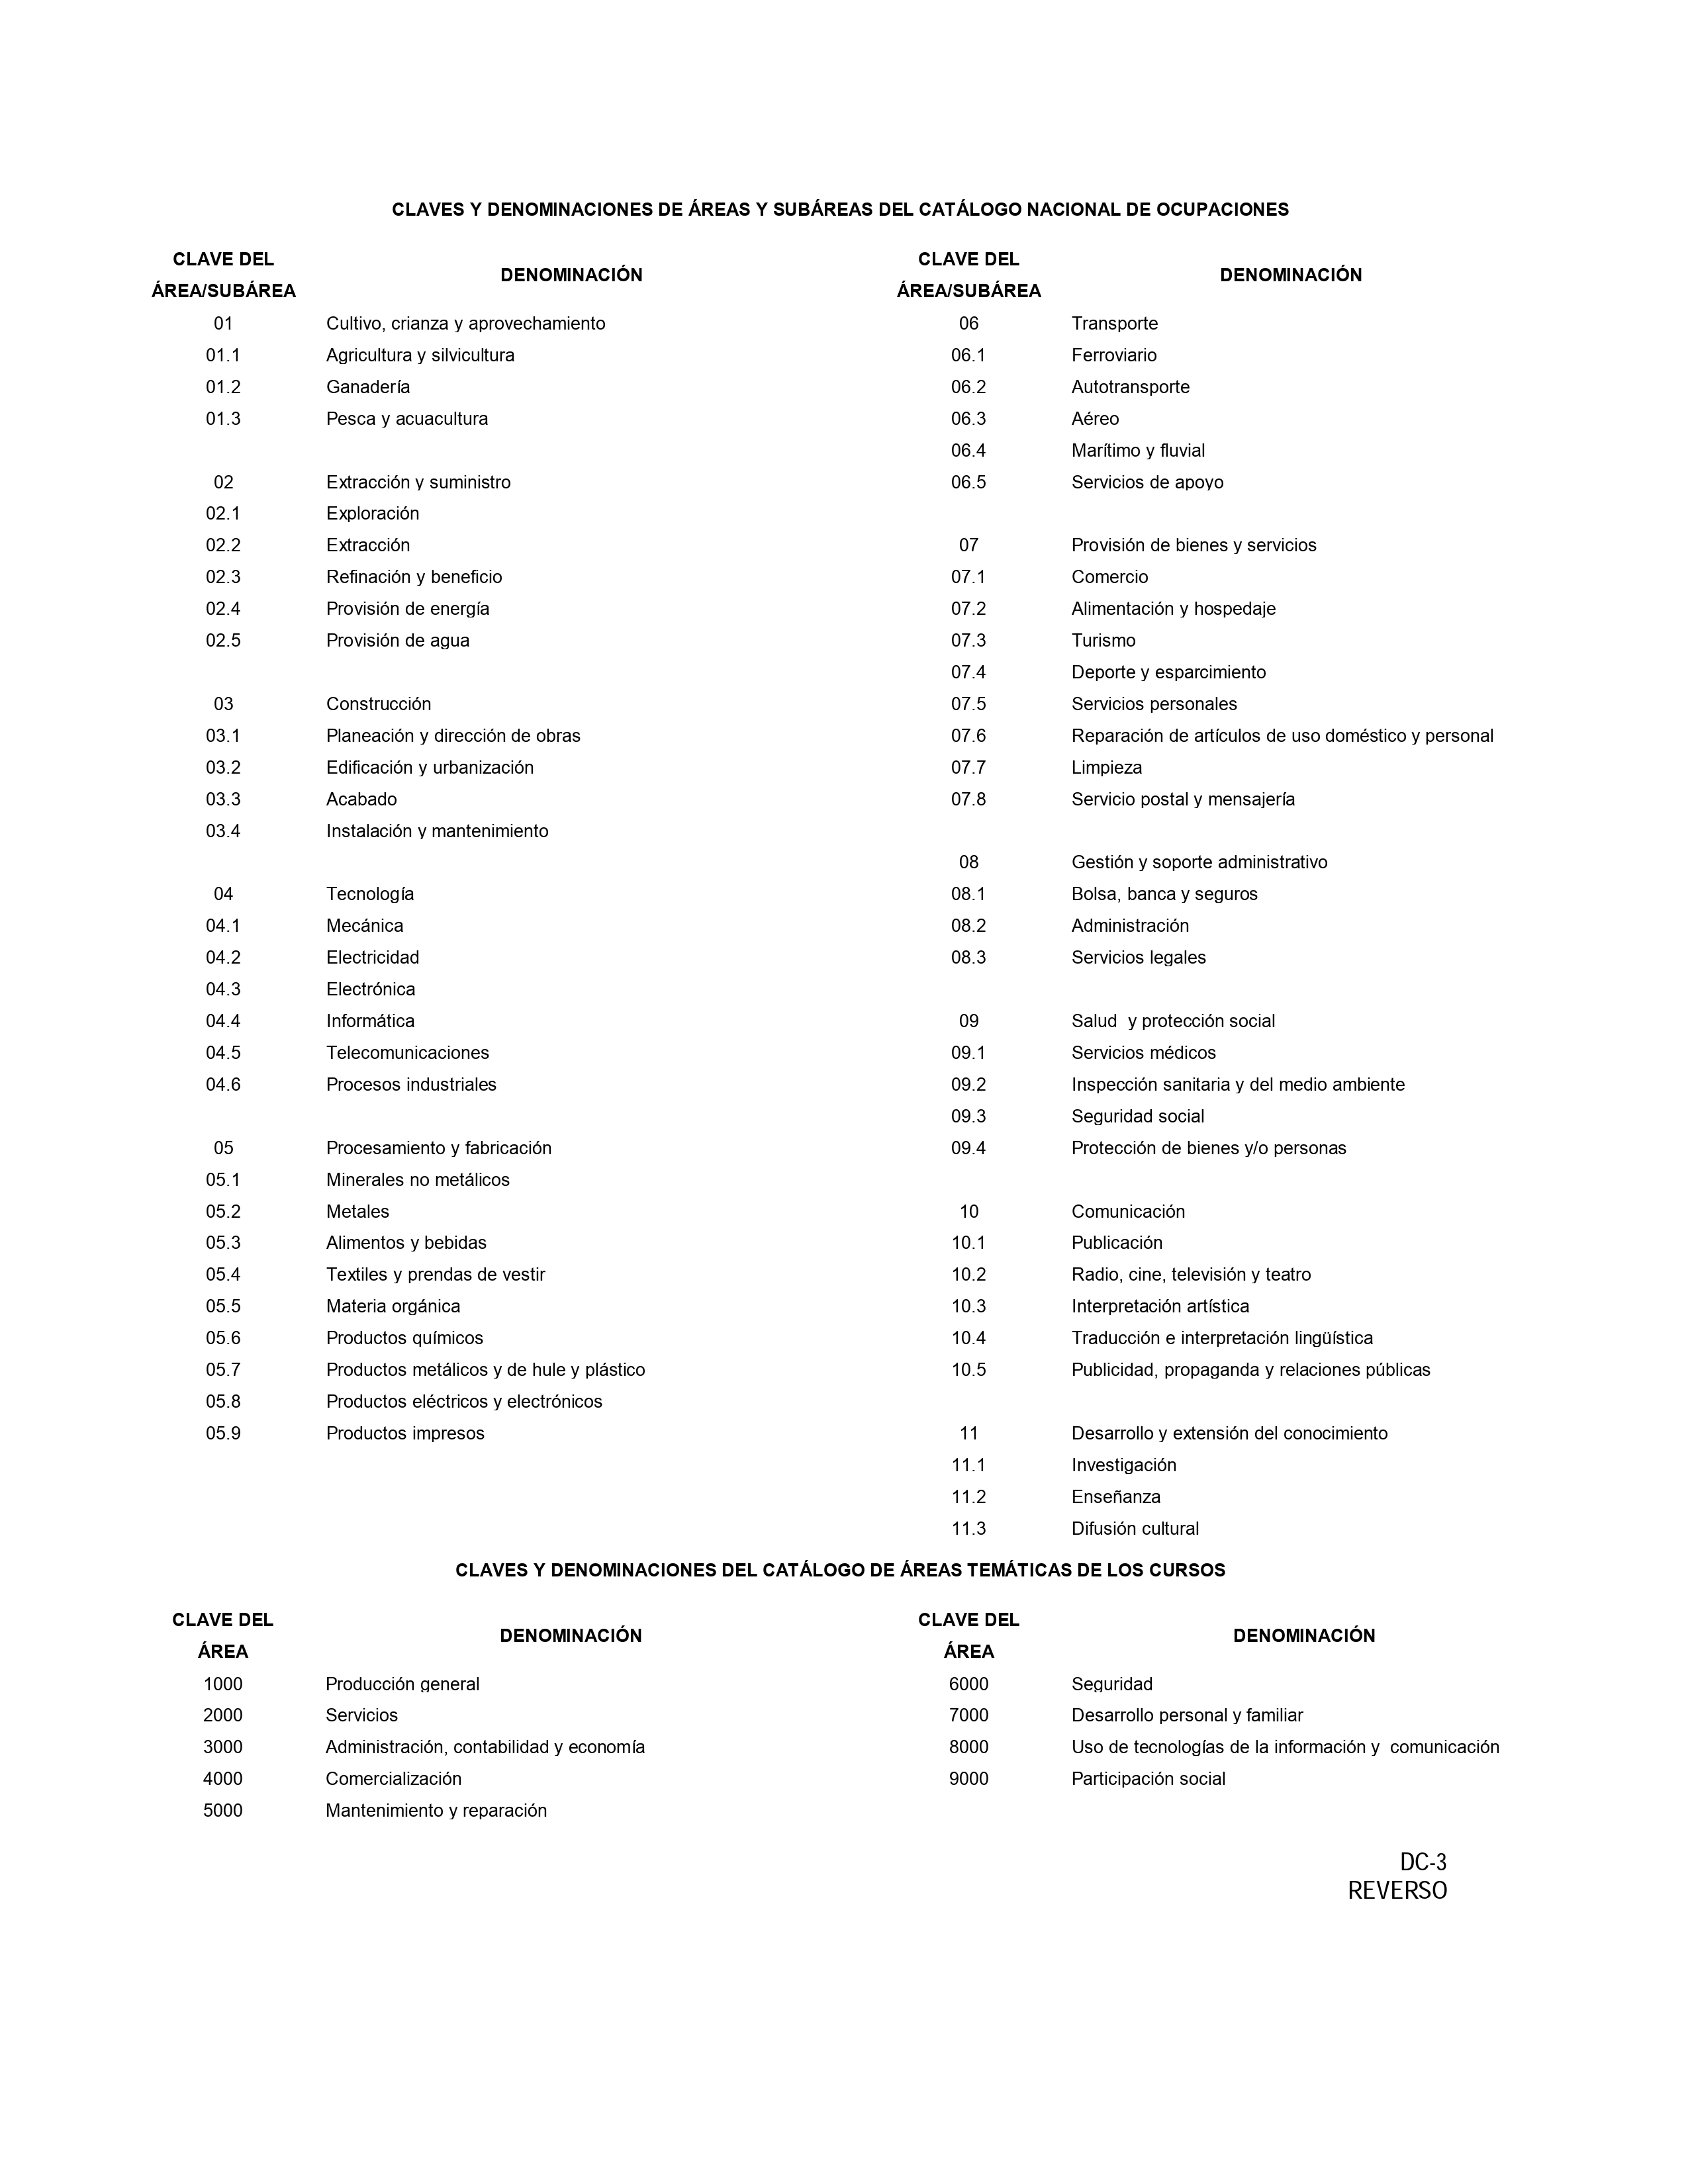 CLAVES Y DENOMINACIONES DE ÁREAS Y SUBÁREAS DEL CATÁLOGO NACIONAL DE OCUPACIONES
CLAVE DEL ÁREA/SUBÁREA DENOMINACIÓN
01 Cultivo, crianza y aprovechamiento
01.1 Agricultura y silvicultura
01.2 Ganadería
01.3 Pesca y acuacultura
02 Extracción y suministro
02.1 Exploración
02.2 Extracción
02.3 Refinación y beneficio
02.4 Provisión de energía
02.5 Provisión de agua
03 Construcción
03.1 Planeación y dirección de obras
03.2 Edificación y urbanización
03.3 Acabado
03.4 Instalación y mantenimiento
04 Tecnología
04.1 Mecánica
04.2 Electricidad
04.3 Electrónica
04.4 Informática
04.5 Telecomunicaciones
04.6 Procesos industriales
05 Procesamiento y fabricación
05.1 Minerales no metálicos
05.2 Metales
05.3 Alimentos y bebidas
05.4 Textiles y prendas de vestir
05.5 Materia orgánica
05.6 Productos químicos
05.7 Productos metálicos y de hule y plástico
05.8 Productos eléctricos y electrónicos
05.9 Productos impresos
CLAVE DEL ÁREA/SUBÁREA DENOMINACIÓN
06 Transporte
06.1 Ferroviario
06.2 Autotransporte
06.3 Aéreo
06.4 Marítimo y fluvial
06.5 Servicios de apoyo
07 Provisión de bienes y servicios
07.1 Comercio
07.2 Alimentación y hospedaje
07.3 Turismo
07.4 Deporte y esparcimiento
07.5 Servicios personales
07.6 Reparación de artículos de uso doméstico y personal
07.7 Limpieza
07.8 Servicio postal y mensajería
08 Gestión y soporte administrativo
08.1 Bolsa, banca y seguros
08.2 Administración
08.3 Servicios legales
09 Salud y protección social
09.1 Servicios médicos
09.2 Inspección sanitaria y del medio ambiente
09.3 Seguridad social
09.4 Protección de bienes y/o personas
10 Comunicación
10.1 Publicación
10.2 Radio, cine, televisión y teatro
10.3 Interpretación artística
10.4 Traducción e interpretación lingüística
10.5 Publicidad, propaganda y relaciones públicas
11 Desarrollo y extensión del conocimiento
11.1 Investigación
11.2 Enseñanza
11.3 Difusión cultural
CLAVES Y DENOMINACIONES DEL CATÁLOGO DE ÁREAS TEMÁTICAS DE LOS CURSOS
CLAVE DEL ÁREA DENOMINACIÓN
1000 Producción general
2000 Servicios
3000 Administración, contabilidad y economía
4000 Comercialización
5000 Mantenimiento y reparación
CLAVE DEL ÁREA DENOMINACIÓN
6000 Seguridad
7000 Desarrollo personal y familiar
8000 Uso de tecnologías de la información y comunicación
9000 Participación social
DC-3
REVERSO